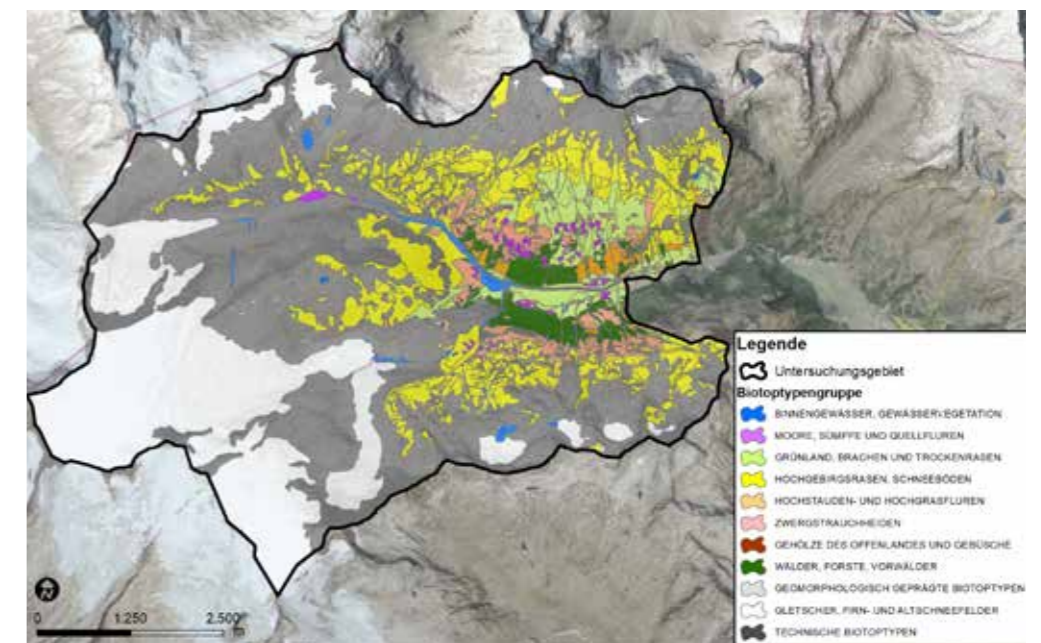 Legende
Untersuchungsgebiet
Biotoptypengruppe
BINNENGEWÄSSER, GEWÄSSERVEGETATION
MOORE, SÜMPFE UND QUELLFLUREN
GRÜNLAND, BRACHEN UND TROCKENRASEN
HOCHGEBIRGSRASEN, SCHNEEBÖDEN
HOCHSTAUDEN- UND HOCHGRASFLUREN
ZWERGSTRAUCHHEIDEN
GEHÖLZE DES OFFENLANDES UND GEBÜSCHE
WÄLDER, FORSTE, VORWÄLDER
GEOMORPHOLOGISCH GEPRÄGTE BIOTOPTYPEN
GLETSCHER, FIRN- UND ALTSCHNEEFELDER
TECHNISCHE BIOTOPTYPEN
N
0 1.250 2.500
m